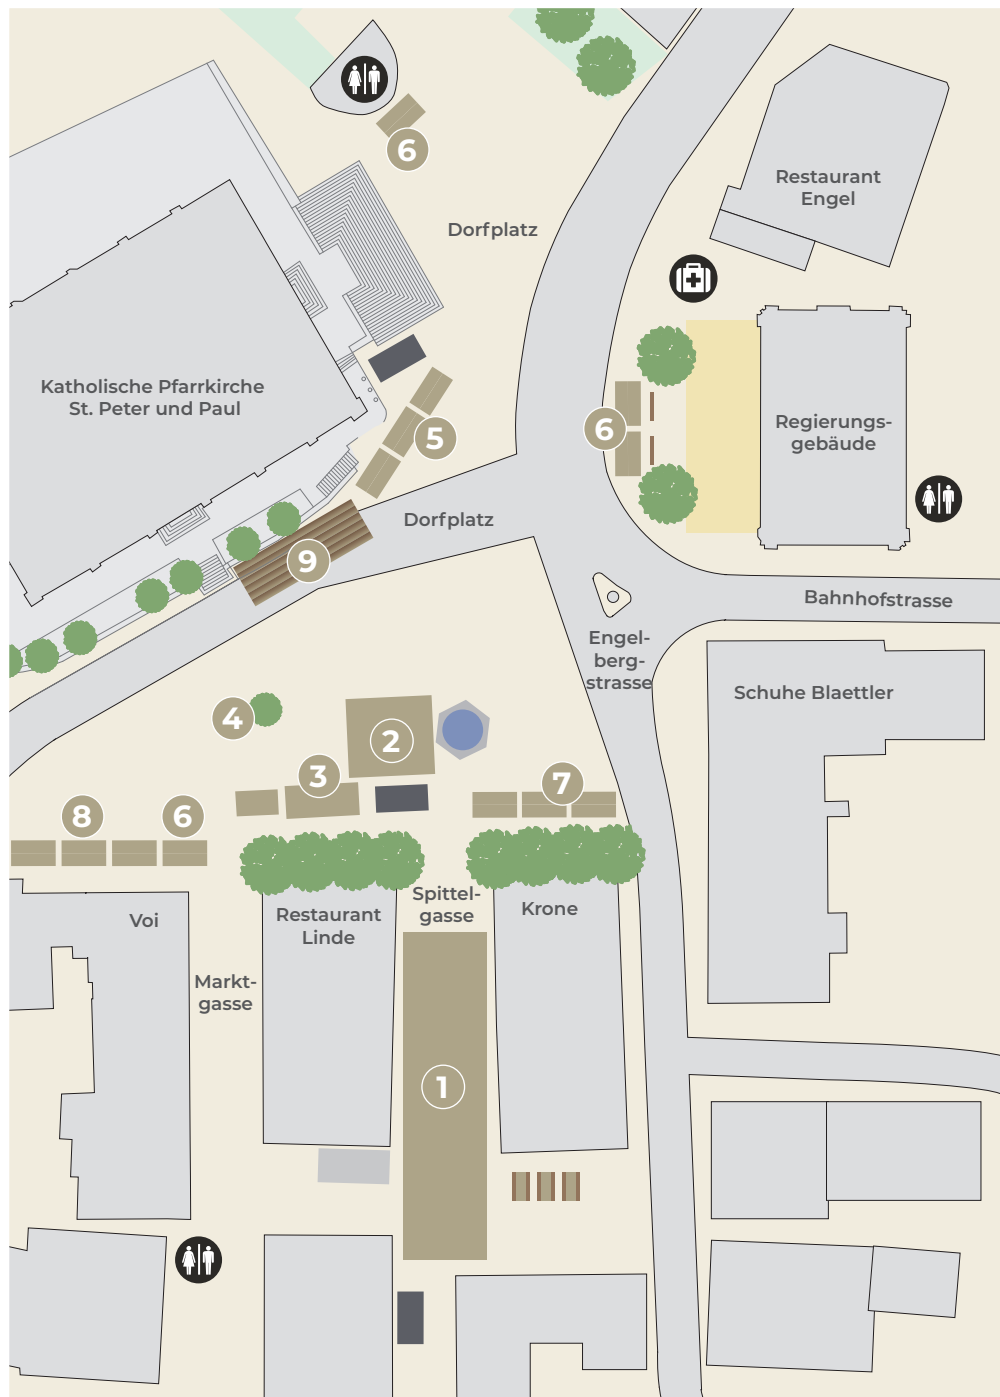 6
Restaurant
Engel
Dorfplatz
Katholische Pfarrkirche
St. Peter und Paul
5
6
Regierungs-
gebäude
Dorfplatz
9
Bahnhofstrasse
Engel-
berg-
strasse
Schuhe Blaettler
4
2
3
7
8
6
Voi
Restaurant
Linde
Spittel-
gasse
Krone
Markt-
gasse
1